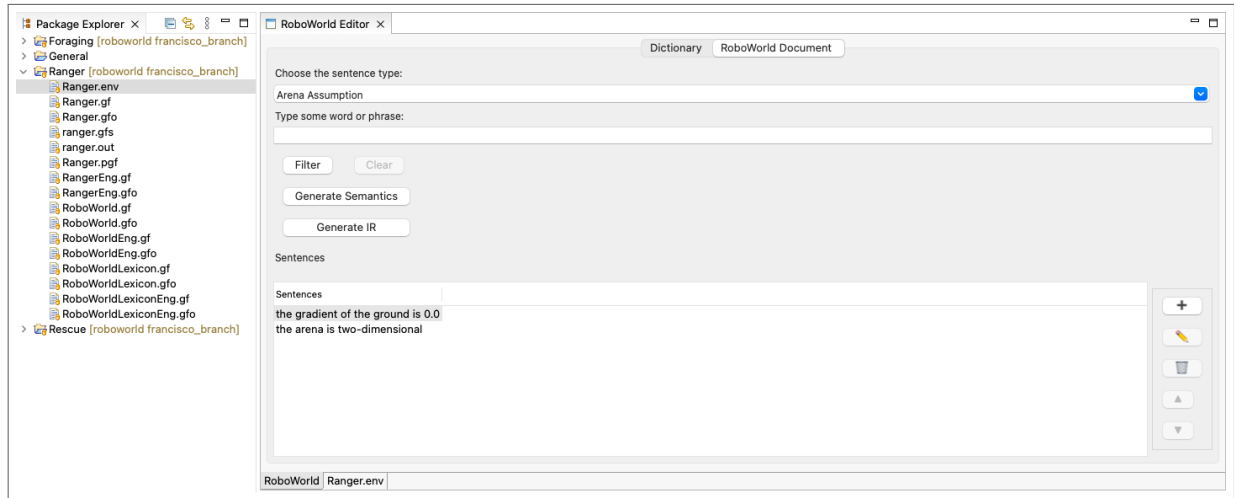 Package Explorer
Foraging [roboworld francisco_branch]
General
Ranger [roboworld francisco_branch]
Ranger.env
Ranger.gf
Ranger.gfo
ranger.gfs
ranger.out
Ranger.pgf
RangerEng.gf
RangerEng.gfo
RoboWorld.gf
RoboWorld.gfo
RoboWorldEng.gf
RoboWorldEng.gfo
RoboWorldLexicon.gf
RoboWorldLexicon.gfo
RoboWorldLexiconEng.gf
RoboWorldLexiconEng.gfo
Rescue [roboworld francisco_branch]
RoboWorld Editor
Dictionary RoboWorld Document
Choose the sentence type:
Arena Assumption
Type some word or phrase:
Filter Clear
Generate Semantics
Generate IR
Sentences
Sentences
the gradient of the ground is 0.0
the arena is two-dimensional
RoboWorld Ranger.env